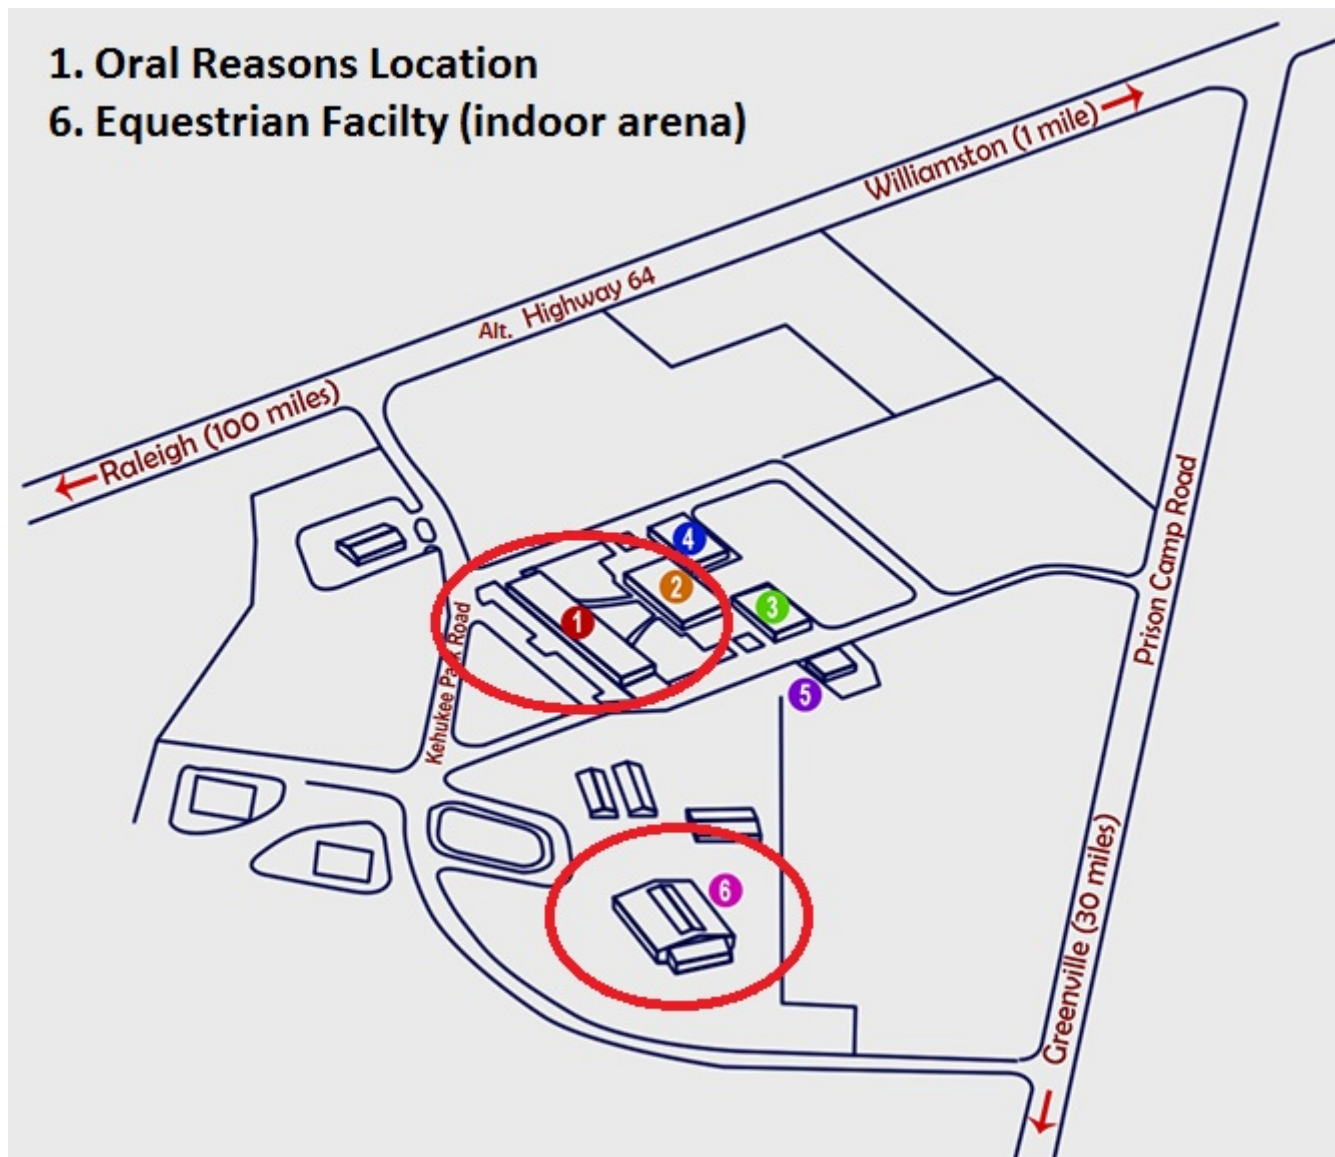 1. Oral Reasons Location
6. Equestrian Facilty (indoor arena)
Williamston (1 mile)
Alt. Highway 64
Raleigh (100 miles)
4
2
3
1
Kehukee Park Road
5
Prison Camp Road
6
Greenville (30 miles)